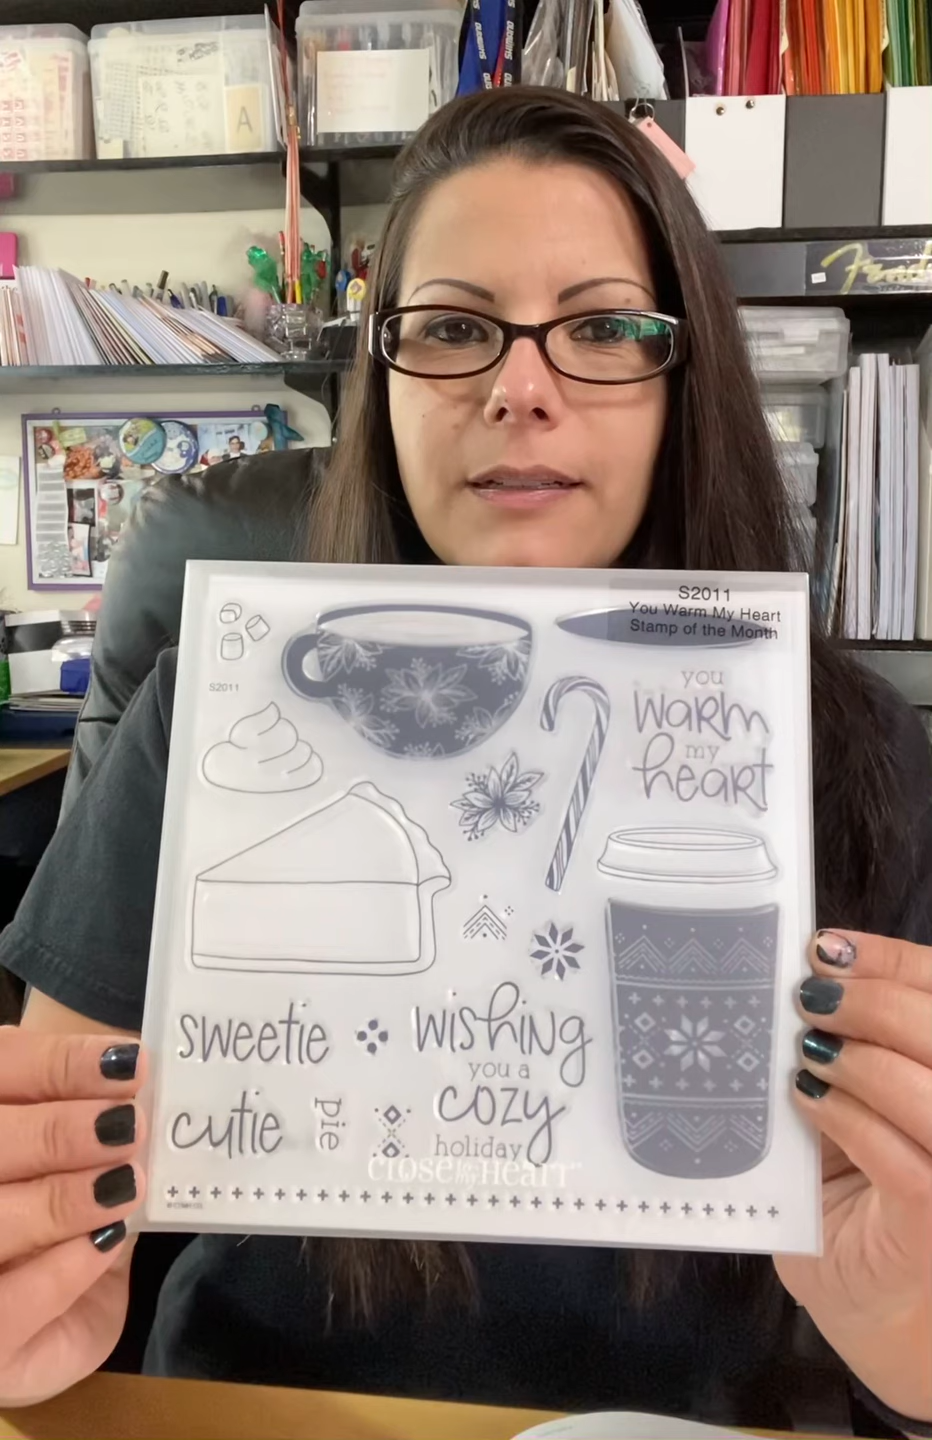 A
Fender
S2011
You Warm My Heart
Stamp of the Month
S2011
you
warm
my
heart
sweetie
wishing
you a
cozy
holiday
cutie
pie
CLOSE TO MY HEART